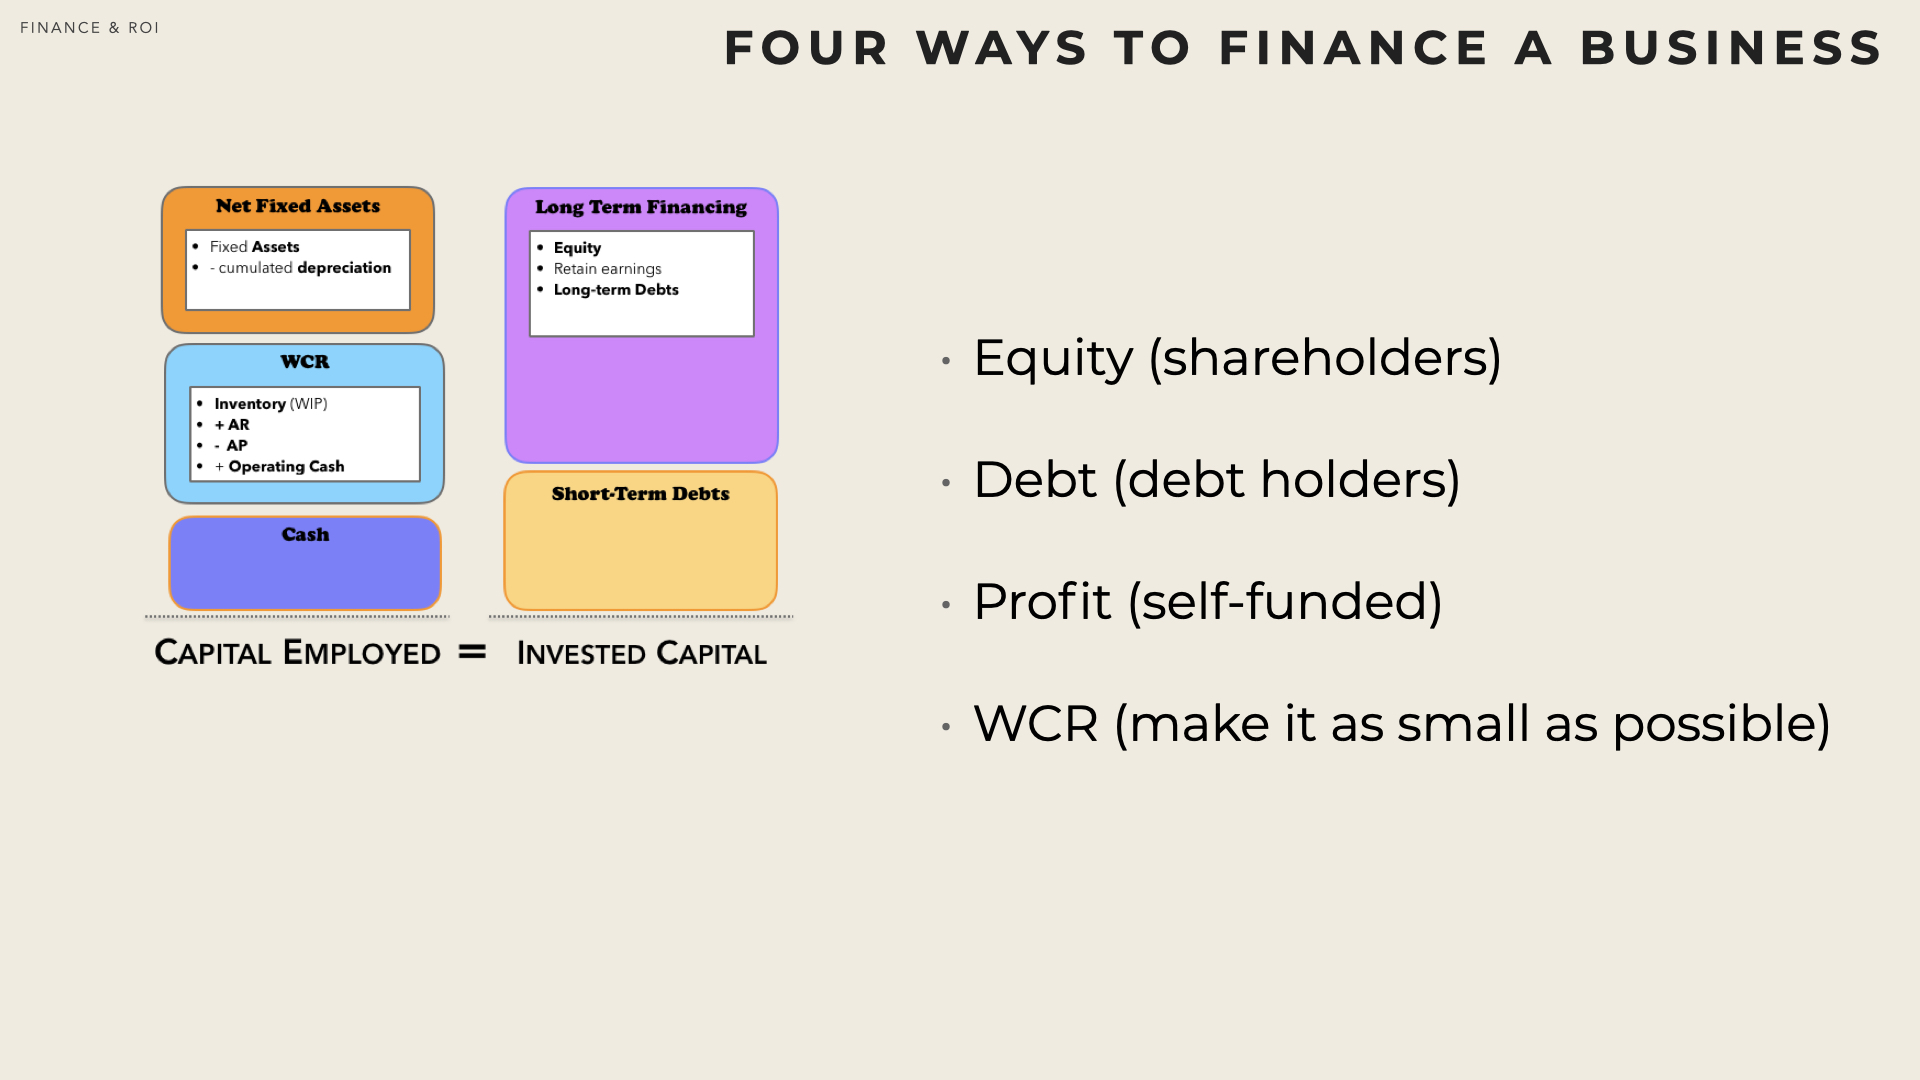 FINANCE & ROI
FOUR WAYS TO FINANCE A BUSINESS
Net Fixed Assets
• Fixed Assets
• - cumulated depreciation
WCR
• Inventory (WIP)
• + AR
• - AP
• + Operating Cash
Cash
Long Term Financing
• Equity
• Retain earnings
• Long-term Debts
Short-Term Debts
CAPITAL EMPLOYED = INVESTED CAPITAL
• Equity (shareholders)
• Debt (debt holders)
• Profit (self-funded)
• WCR (make it as small as possible)